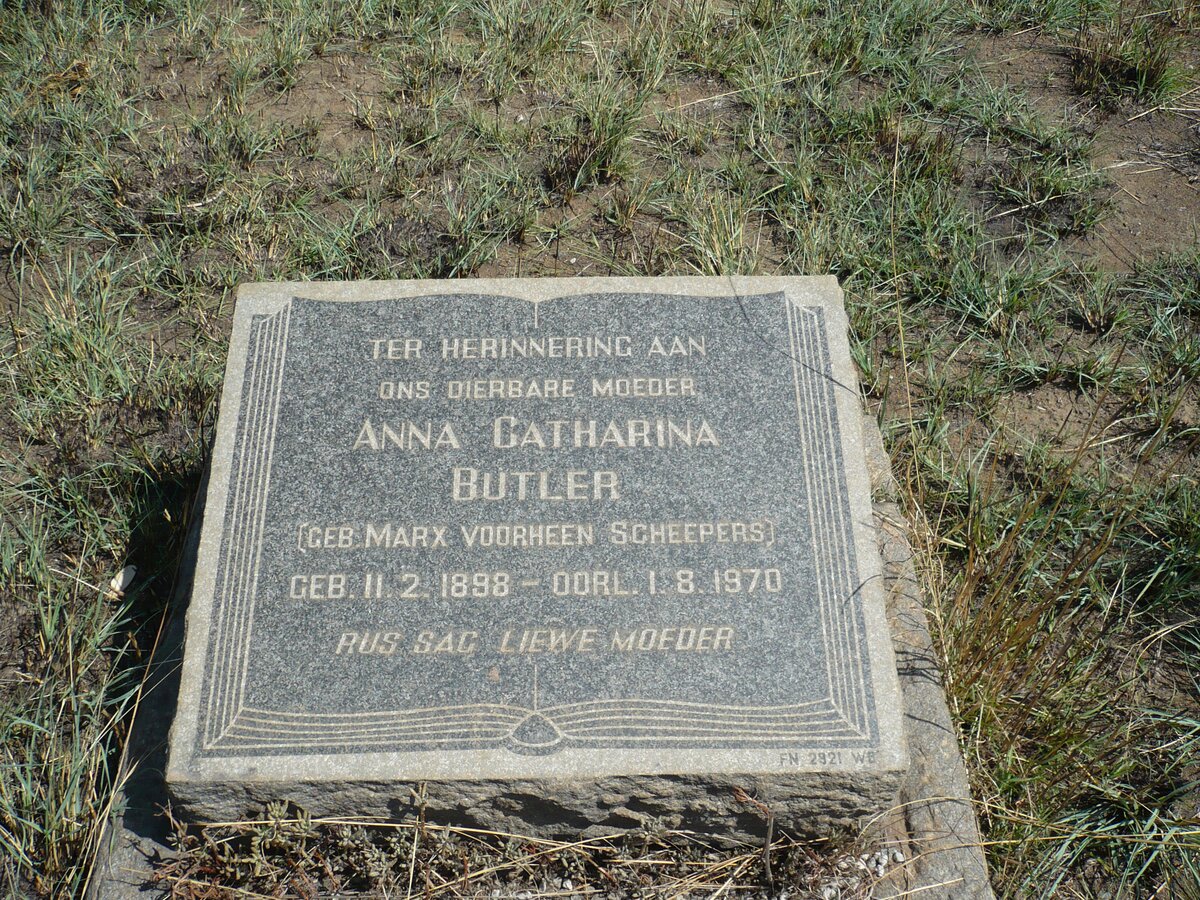 TER HERINNERING AAN
ONS DIERBARE MOEDER
ANNA CATHARINA
BUTLER
(GEB. MARX VOORHEEN SCHEEPERS)
GEB. 11. 2. 1898 - OORL. 1. 8. 1970
RUS SAG LIEWE MOEDER
FN 2821 WB